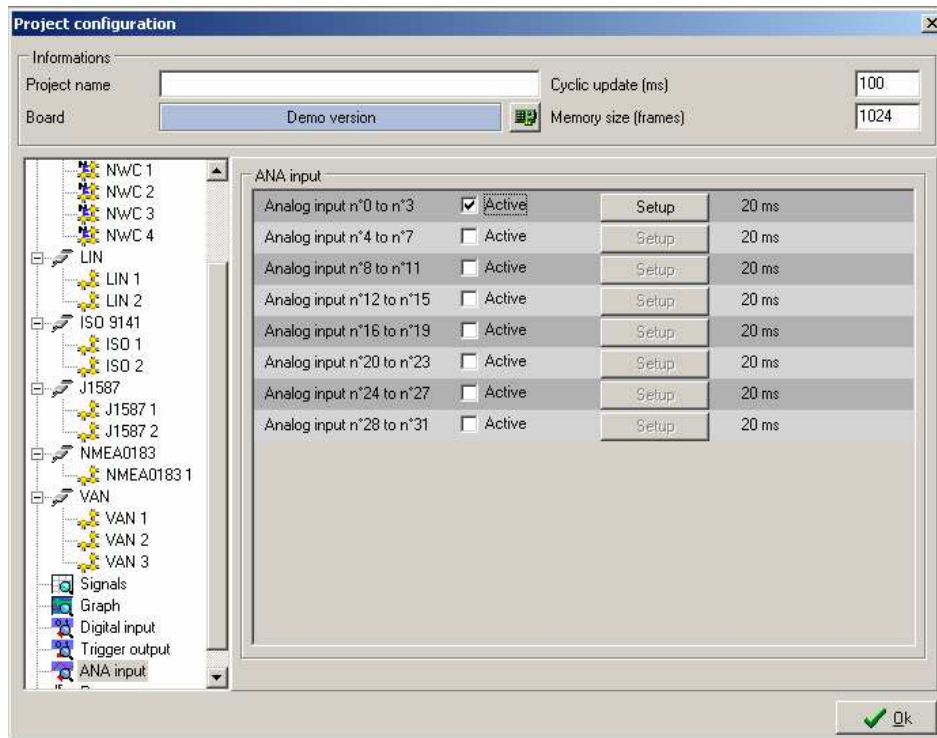 Project configuration
Informations
Project name
Cyclic update (ms) 100
Board Demo version
Memory size (frames) 1024
NWC 1
NWC 2
NWC 3
NWC 4
LIN
LIN 1
LIN 2
ISO 9141
ISO 1
ISO 2
J1587
J1587 1
J1587 2
NMEA0183
NMEA0183 1
VAN
VAN 1
VAN 2
VAN 3
Signals
Graph
Digital input
Trigger output
ANA input
ANA input
Analog input n°0 to n°3 Active Setup 20 ms
Analog input n°4 to n°7 Active Setup 20 ms
Analog input n°8 to n°11 Active Setup 20 ms
Analog input n°12 to n°15 Active Setup 20 ms
Analog input n°16 to n°19 Active Setup 20 ms
Analog input n°20 to n°23 Active Setup 20 ms
Analog input n°24 to n°27 Active Setup 20 ms
Analog input n°28 to n°31 Active Setup 20 ms
Ok